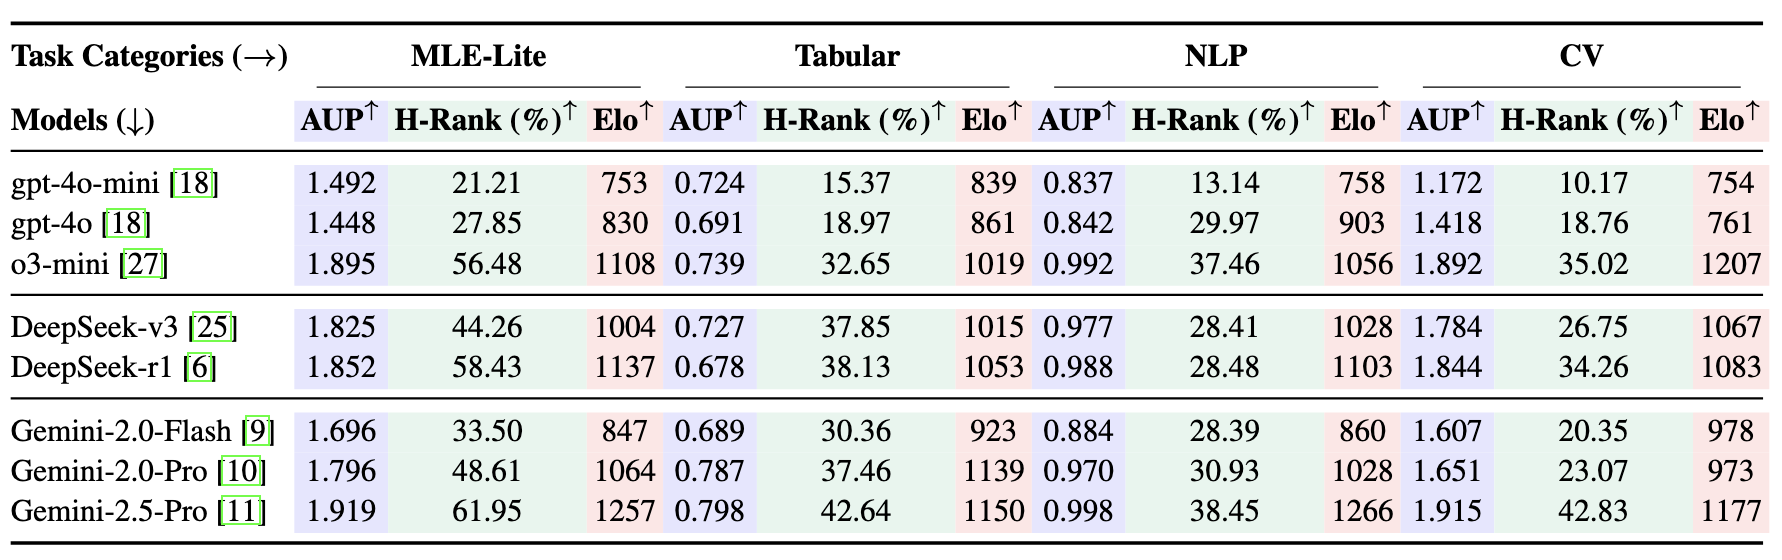 Task Categories (→) MLE-Lite Tabular NLP CV
Models (↓) AUP↑ H-Rank (%)↑ Elo↑ AUP↑ H-Rank (%)↑ Elo↑ AUP↑ H-Rank (%)↑ Elo↑ AUP↑ H-Rank (%)↑ Elo↑
gpt-4o-mini [18] 1.492 21.21 753 0.724 15.37 839 0.837 13.14 758 1.172 10.17 754
gpt-4o [18] 1.448 27.85 830 0.691 18.97 861 0.842 29.97 903 1.418 18.76 761
o3-mini [27] 1.895 56.48 1108 0.739 32.65 1019 0.992 37.46 1056 1.892 35.02 1207
DeepSeek-v3 [25] 1.825 44.26 1004 0.727 37.85 1015 0.977 28.41 1028 1.784 26.75 1067
DeepSeek-r1 [6] 1.852 58.43 1137 0.678 38.13 1053 0.988 28.48 1103 1.844 34.26 1083
Gemini-2.0-Flash [9] 1.696 33.50 847 0.689 30.36 923 0.884 28.39 860 1.607 20.35 978
Gemini-2.0-Pro [10] 1.796 48.61 1064 0.787 37.46 1139 0.970 30.93 1028 1.651 23.07 973
Gemini-2.5-Pro [11] 1.919 61.95 1257 0.798 42.64 1150 0.998 38.45 1266 1.915 42.83 1177